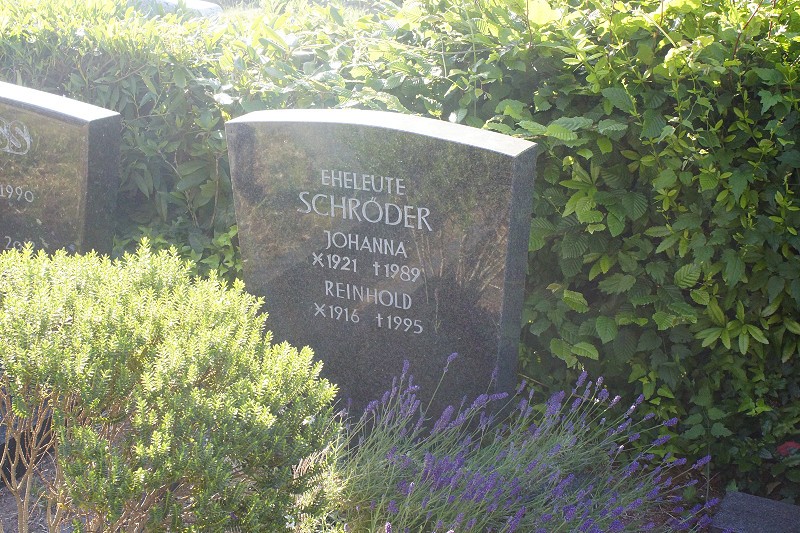 1990
EHELEUTE
SCHRÖDER
JOHANNA
*1921 †1989
REINHOLD
*1916 †1995